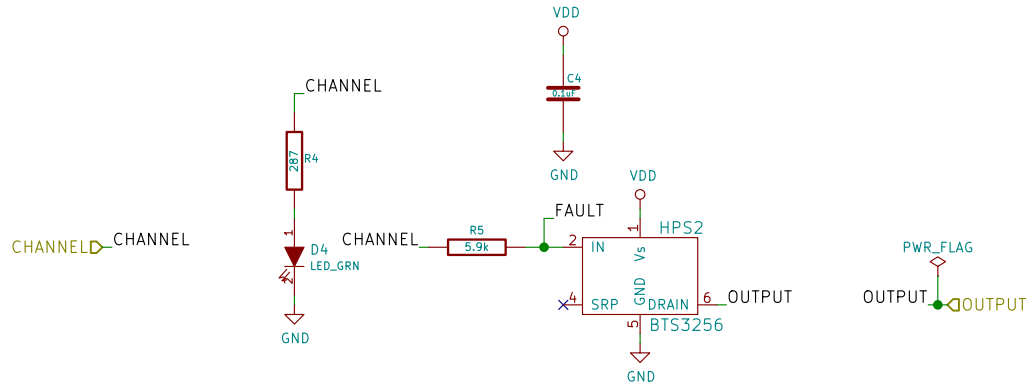 VDD
C4
0.1uF
GND
CHANNEL
R4
287
1
D4
LED_GRN
2
GND
CHANNEL
CHANNEL
CHANNEL
R5
5.9k
FAULT
VDD
HPS2
1
Vs
2
IN
4
SRP
GND
DRAIN
6
OUTPUT
5
BTS3256
GND
PWR_FLAG
OUTPUT
OUTPUT